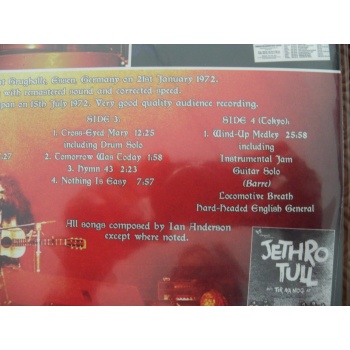 Grugahalle, Essen, Germany on 21st January 1972.
with remastered sound and corrected speed.
on 15th July 1972. Very good quality audience recording.
SIDE 3:
1. Cross-Eyed Mary 12:25
including Drum Solo
2. Tomorrow Was Today 1:58
3. Hymn 43 2:23
4. Nothing Is Easy 7:57
7:27
SIDE 4 (Tokyo):
1. Wind-Up Medley 25:58
including
Instrumental Jam
Guitar Solo
(Barre)
Locomotive Breath
Hard-Headed English General
All songs composed by Ian Anderson
except where noted.
JETHRO
TULL